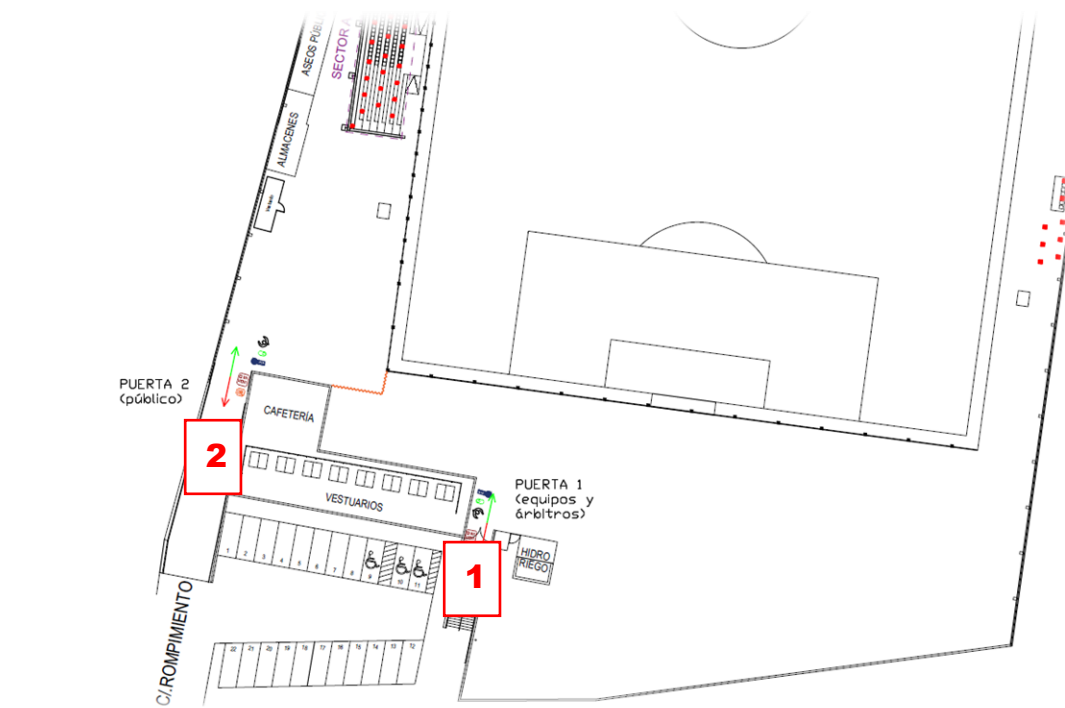 ASEOS PÚBL
SECTOR A
ALMACENES
PUERTA 2
(público)
CAFETERÍA
2
VESTUARIOS
PUERTA 1
(equipos y
árbitros)
HIDRO
RIEGO
1
1 2 3 4 5 6 7 8 9 10 11
C/.ROMPIMIENTO
22 21 20 19 18 17 16 15 14 13 12